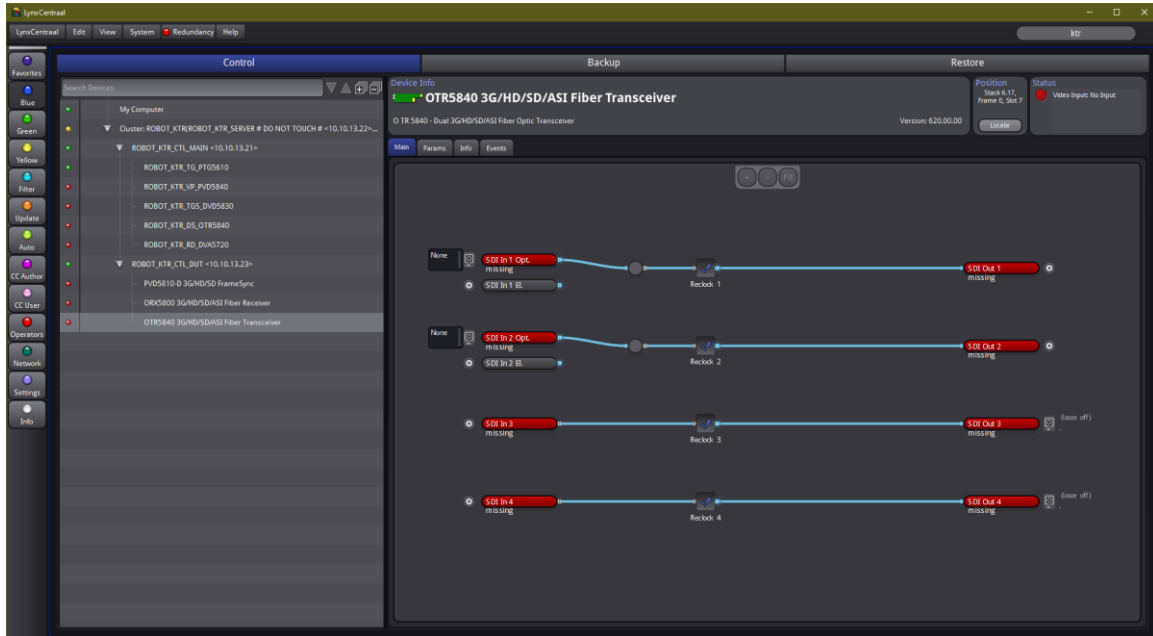 LynxCentraal
LynxCentraal Edit View System Redundancy Help
ktr
Favorites
Blue
Green
Yellow
Filter
Update
Auto
CC Author
CC User
Operators
Network
Settings
Info
Control Backup Restore
Search Devices
My Computer
Cluster: ROBOT_KTR(ROBOT_KTR_SERVER # DO NOT TOUCH # <10.10.13.22>...
ROBOT_KTR_CTL_MAIN <10.10.13.21>
ROBOT_KTR_TG_PTG5610
ROBOT_KTR_VP_PVD5840
ROBOT_KTR_TGS_DVD5830
ROBOT_KTR_DS_OTR5840
ROBOT_KTR_RD_DVA5720
ROBOT_KTR_CTL_DUT <10.10.13.23>
PVD5810-D 3G/HD/SD FrameSync
ORX5800 3G/HD/SD/ASI Fiber Receiver
OTR5840 3G/HD/SD/ASI Fiber Transceiver
Device Info
OTR5840 3G/HD/SD/ASI Fiber Transceiver
O TR 5840 - Dual 3G/HD/SD/ASI Fiber Optic Transceiver
Version: 620.00.00
Position
Stack 6.17,
Frame 0, Slot 7
Locate
Status
Video Input: No Input
Main Params Info Events
+ - Fit
None
SDI In 1 Opt.
missing
SDI In 1 El.
Reclock 1
SDI Out 1
missing
None
SDI In 2 Opt.
missing
SDI In 2 El.
Reclock 2
SDI Out 2
missing
SDI In 3
missing
Reclock 3
SDI Out 3
missing
(laser off)
-
SDI In 4
missing
Reclock 4
SDI Out 4
missing
(laser off)
-